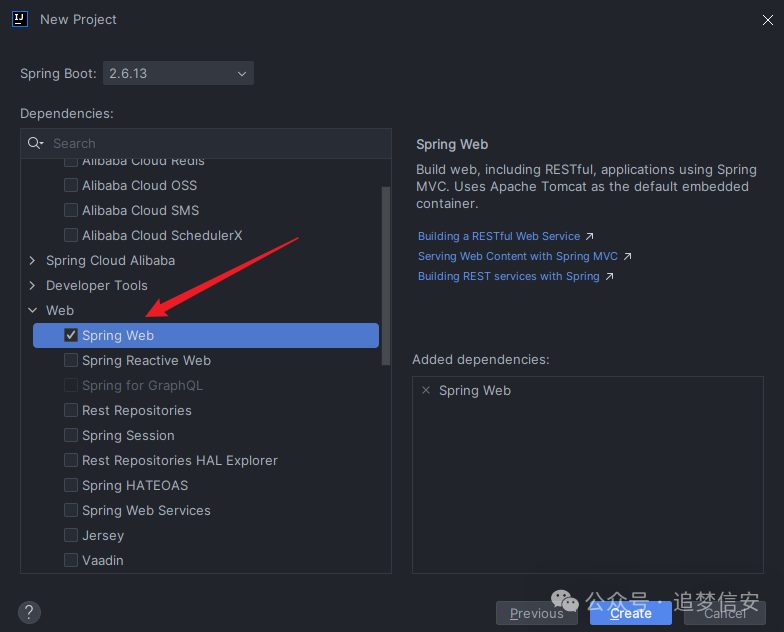 New Project
Spring Boot: 2.6.13
Dependencies:
Search
Alibaba Cloud Redis
Alibaba Cloud OSS
Alibaba Cloud SMS
Alibaba Cloud SchedulerX
Spring Cloud Alibaba
Developer Tools
Web
Spring Web
Spring Reactive Web
Spring for GraphQL
Rest Repositories
Spring Session
Rest Repositories HAL Explorer
Spring HATEOAS
Spring Web Services
Jersey
Vaadin
Spring Web
Build web, including RESTful, applications using Spring
MVC. Uses Apache Tomcat as the default embedded
container.
Building a RESTful Web Service
Serving Web Content with Spring MVC
Building REST services with Spring
Added dependencies:
Spring Web
公众号 · 追梦信安
? Previous Create Cancel